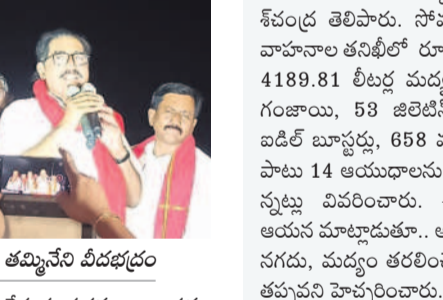 తమ్మినేని వీరభద్రం
శ్‌చంద్ర తెలిపారు. సోవ
వాహనాల తనిఖీలో రూ
4189.81 లీటర్ల మద్య
గంజాయి, 53 జిలెటిన్
ఐడిల్ బూస్టర్లు, 658 వ
పాటు 14 ఆయుధాలను
న్నట్లు వివరించారు.
ఆయన మాట్లాడుతూ.. అ
నగదు, మద్యం తరలించ
తప్పవని హెచ్చరించారు.